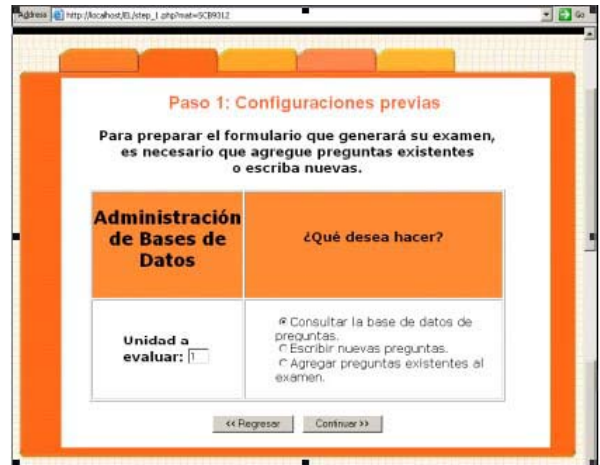 Address http://localhost/EL/step_1.php?mat=SCB9312 Go
Paso 1: Configuraciones previas
Para preparar el formulario que generará su examen,
es necesario que agregue preguntas existentes
o escriba nuevas.
Administración
de Bases de
Datos
¿Qué desea hacer?
Unidad a
evaluar: 1
Consultar la base de datos de
preguntas.
Escribir nuevas preguntas.
Agregar preguntas existentes al
examen.
<< Regresar Continuar >>